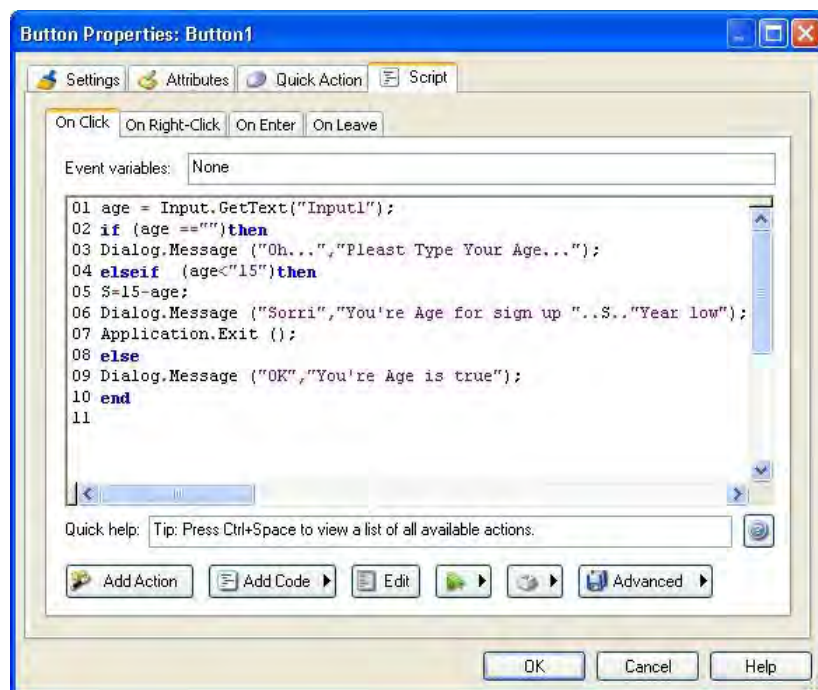 Button Properties: Button1
Settings Attributes Quick Action Script
On Click On Right-Click On Enter On Leave
Event variables: None
01 age = Input.GetText("Input1");
02 if (age =="")then
03 Dialog.Message ("Oh...","Pleast Type Your Age...");
04 elseif (age<"15")then
05 S=15-age;
06 Dialog.Message ("Sorri","You're Age for sign up "..S.."Year low");
07 Application.Exit ();
08 else
09 Dialog.Message ("OK","You're Age is true");
10 end
11
Quick help: Tip: Press Ctrl+Space to view a list of all available actions.
Add Action Add Code Edit Advanced
OK Cancel Help